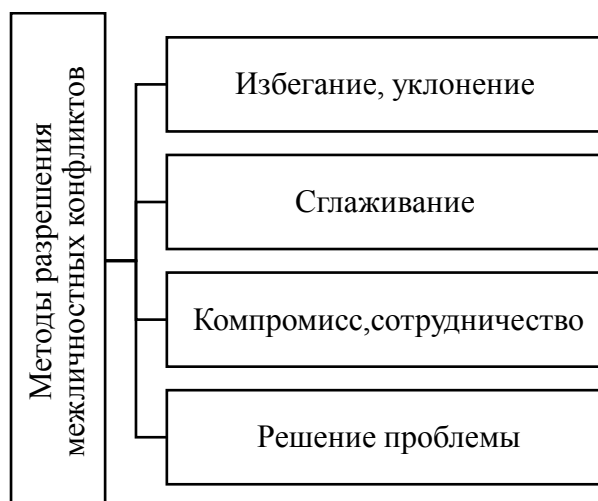 Методы разрешения
межличностных конфликтов
Избегание, уклонение
Сглаживание
Компромисс,сотрудничество
Решение проблемы